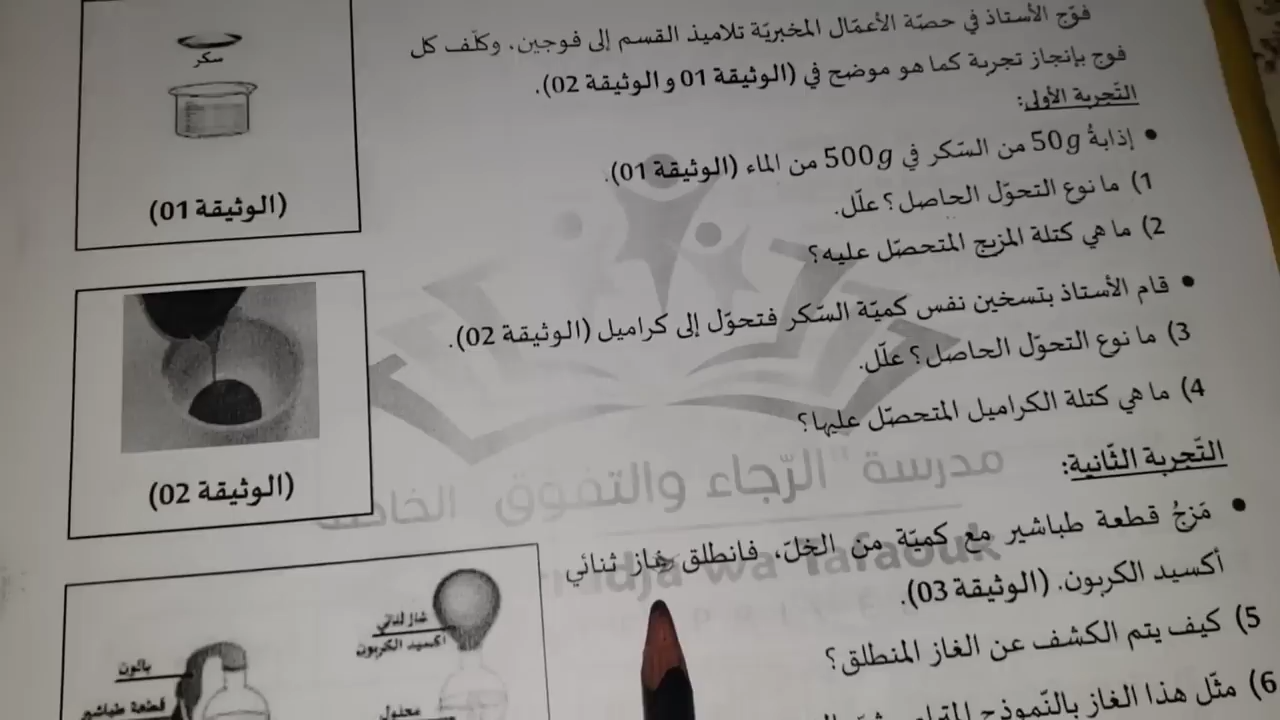 فوّج الأستاذ في حصّة الأعمال المخبريّة تلاميذ القسم إلى فوجين، وكلّف كل
فوج بإنجاز تجربة كما هو موضح في (الوثيقة 01 و الوثيقة 02).
التّجربة الأولى:
• إذابةُ 50g من السّكر في 500g من الماء (الوثيقة 01).
1) ما نوع التحوّل الحاصل؟ علّل.
2) ما هي كتلة المزيج المتحصّل عليه؟
• قام الأستاذ بتسخين نفس كميّة السّكر فتحوّل إلى كراميل (الوثيقة 02).
3) ما نوع التحوّل الحاصل؟ علّل.
4) ما هي كتلة الكراميل المتحصّل عليها؟
التّجربة الثّانية:
• مَزجُ قطعة طباشير مع كميّة من الخلّ، فانطلق غاز ثنائي
أكسيد الكربون. (الوثيقة 03).
5) كيف يتم الكشف عن الغاز المنطلق؟
6) مثّل هذا الغاز بالنّموذج
سكر
(الوثيقة 01)
(الوثيقة 02)
غاز ثنائي
أكسيد الكربون
بالون
قطعة طباشير
محلول
مدرسة "الرّجاء والتفوق الخاصة
wa Tafaouk